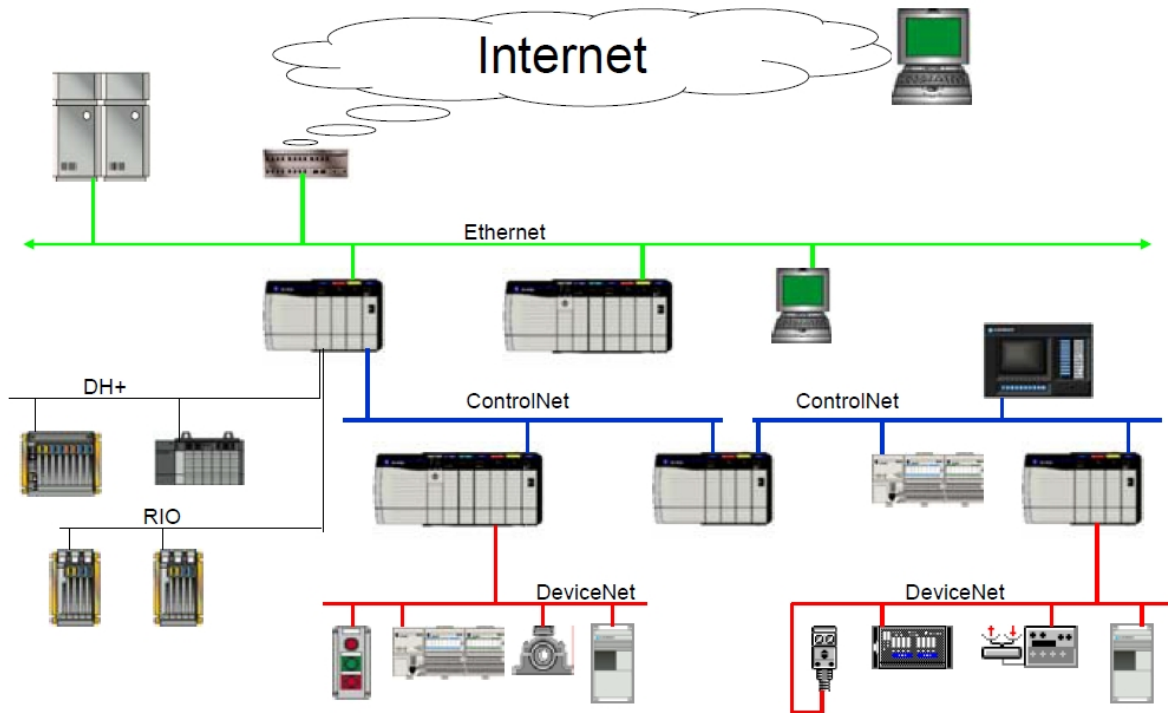 Internet
Ethernet
DH+
ControlNet
ControlNet
RIO
DeviceNet
DeviceNet